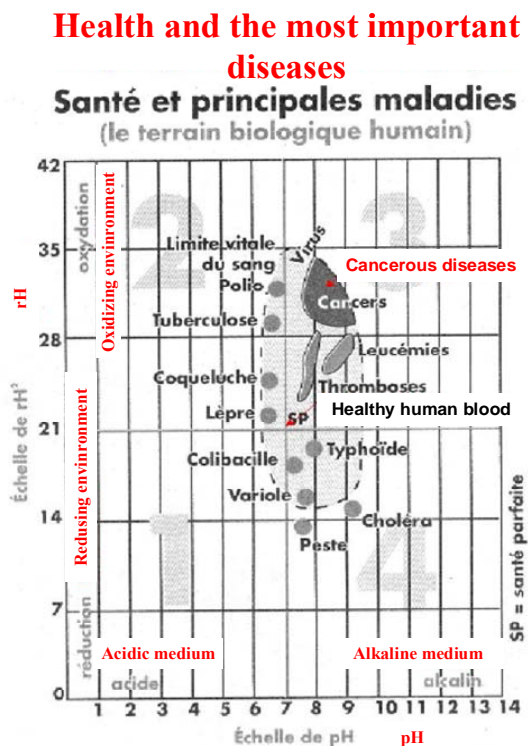 Health and the most important
diseases
Santé et principales maladies
(le terrain biologique humain)
42
35
28
21
14
7
0
oxydation
Oxidizing environment
rH
Échelle de rH²
Redusing environment
réduction
2
3
1
4
Limite vitale
du sang
Virus
Polio
Cancerous diseases
Cancers
Tuberculose
Leucémies
Coqueluche
Thromboses
Lèpre
SP
Healthy human blood
Colibacille
Typhoïde
Variole
Choléra
Peste
SP = santé parfaite
Acidic medium
Alkaline medium
acide
alcalin
1 2 3 4 5 6 7 8 9 10 11 12 13 14
Échelle de pH
pH